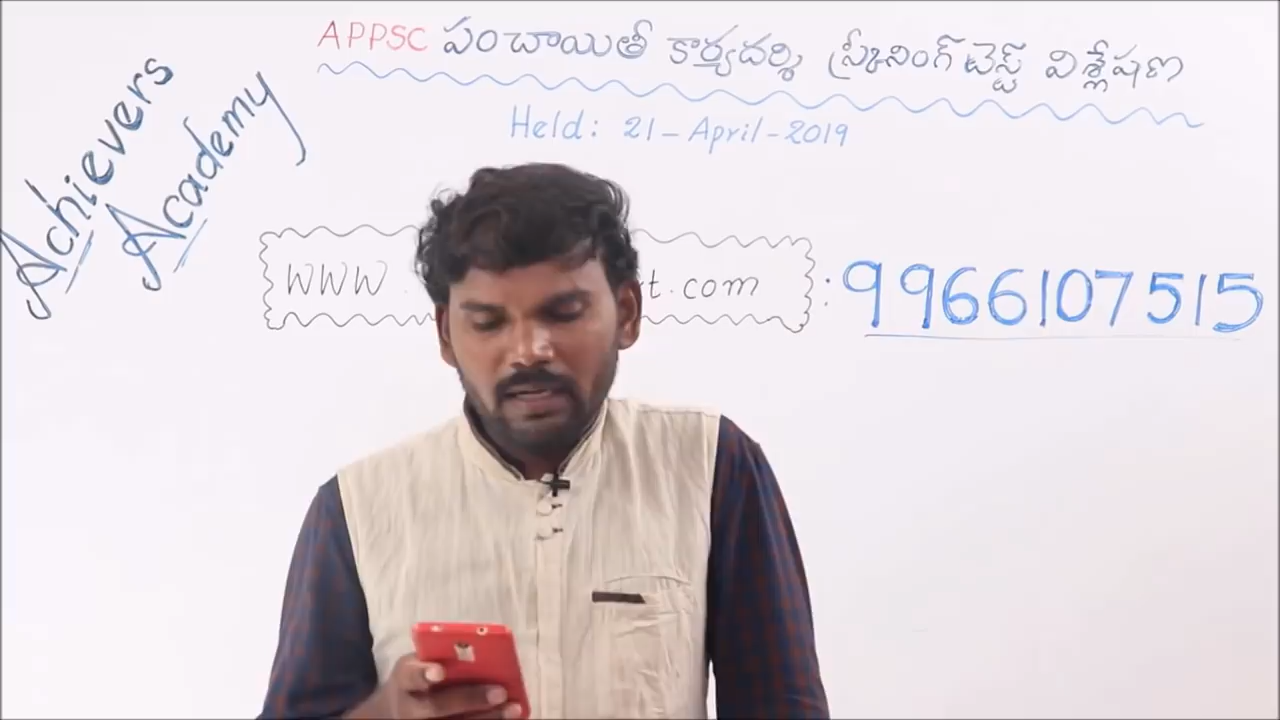 APPSC పంచాయితీ కార్యదర్శి స్క్రీనింగ్ టెస్ట్ విశ్లేషణ
Held: 21-April-2019
Achievers
Academy
www. t.com : 9966107515